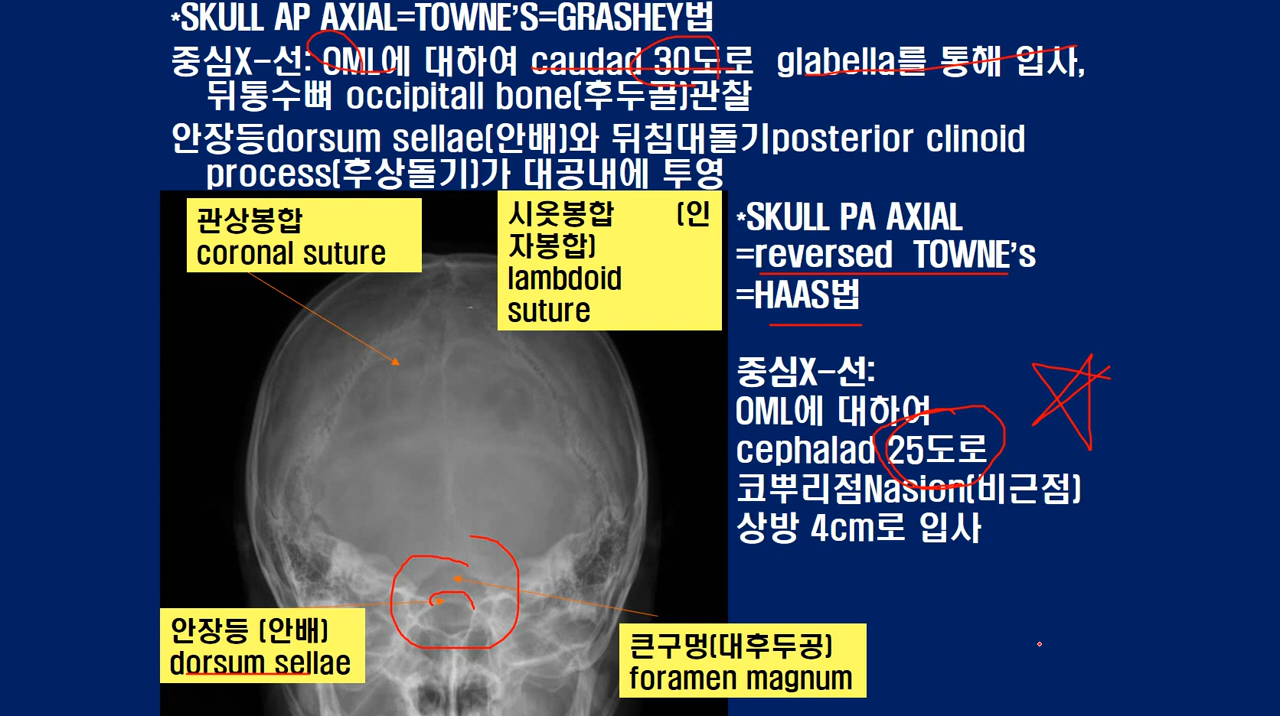 *SKULL AP AXIAL=TOWNE'S=GRASHEY법
중심X-선: OML에 대하여 caudad 30도로 glabella를 통해 입사,
뒤통수뼈 occipitall bone(후두골)관찰
안장등dorsum sellae(안배)와 뒤침대돌기posterior clinoid
process(후상돌기)가 대공내에 투영
관상봉합
coronal suture
시옷봉합 (인
자봉합)
lambdoid
suture
*SKULL PA AXIAL
=reversed TOWNE's
=HAAS법
중심X-선:
OML에 대하여
cephalad 25도로
코뿌리점Nasion(비근점)
상방 4cm로 입사
안장등 (안배)
dorsum sellae
큰구멍(대후두공)
foramen magnum